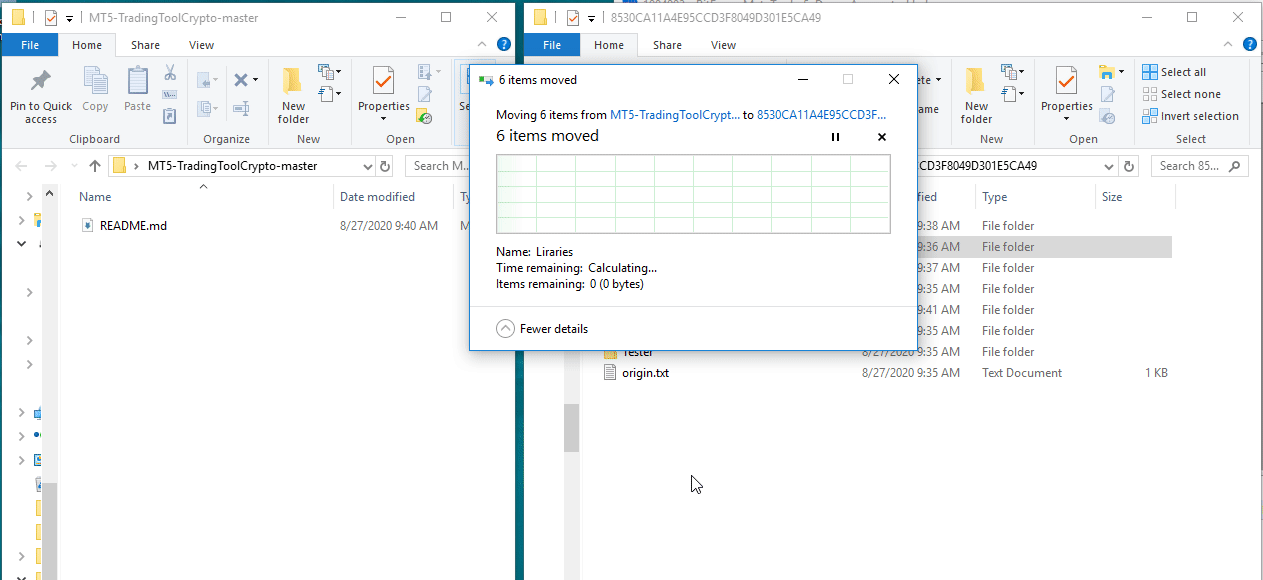 MT5-TradingToolCrypto-master
File
Home
Share
View
Pin to Quick access
Copy
Paste
Clipboard
Organize
New folder
New
Properties
Open
MT5-TradingToolCrypto-master
Search M...
Name
Date modified
README.md
8/27/2020 9:40 AM
M
8530CA11A4E95CCD3F8049D301E5CA49
File
Home
Share
View
New folder
New
Properties
Open
Select all
Select none
Invert selection
Select
CD3F8049D301E5CA49
Search 85...
Type
Size
9:38 AM File folder
9:36 AM File folder
9:37 AM File folder
9:35 AM File folder
9:41 AM File folder
9:35 AM File folder
Tester 8/27/2020 9:35 AM File folder
origin.txt 8/27/2020 9:35 AM Text Document 1 KB
6 items moved
Moving 6 items from MT5-TradingToolCrypt... to 8530CA11A4E95CCD3F...
6 items moved
Name: Liraries
Time remaining: Calculating...
Items remaining: 0 (0 bytes)
Fewer details